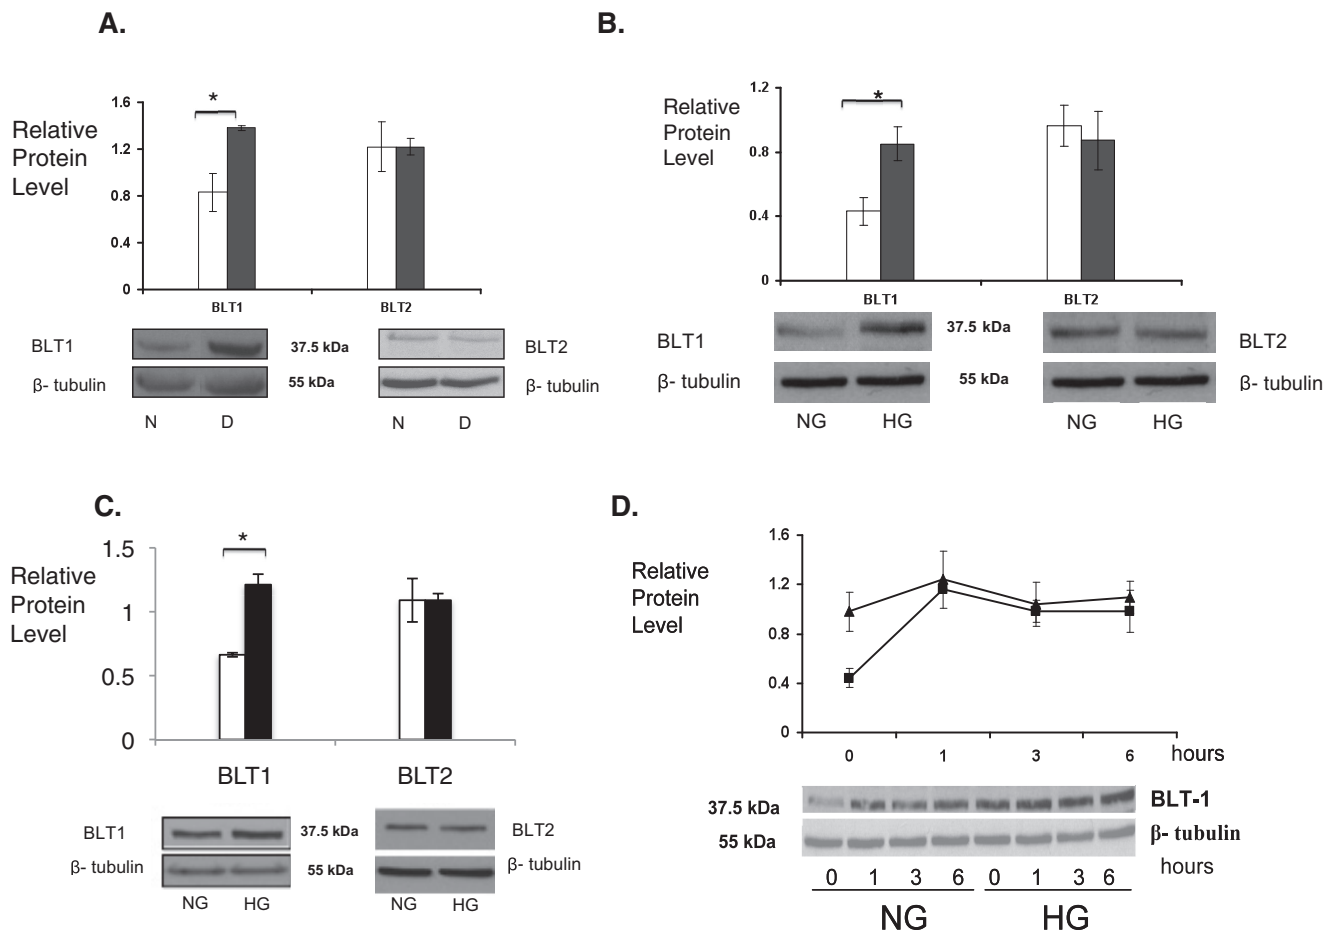 A.
Relative
Protein
Level
1.6
1.2
0.8
0.4
0
*
BLT1
BLT2
BLT1
37.5 kDa
BLT2
β- tubulin
55 kDa
β- tubulin
N
D
N
D
B.
Relative
Protein
Level
1.2
0.8
0.4
0
*
BLT1
BLT2
BLT1
37.5 kDa
BLT2
β- tubulin
55 kDa
β- tubulin
NG
HG
NG
HG
C.
Relative
Protein
Level
1.5
1
0.5
0
*
BLT1
BLT2
BLT1
37.5 kDa
BLT2
β- tubulin
55 kDa
β- tubulin
NG
HG
NG
HG
D.
Relative
Protein
Level
1.6
1.2
0.8
0.4
0
0 1 3 6 hours
37.5 kDa
BLT-1
55 kDa
β- tubulin
hours
0 1 3 6 0 1 3 6
NG HG